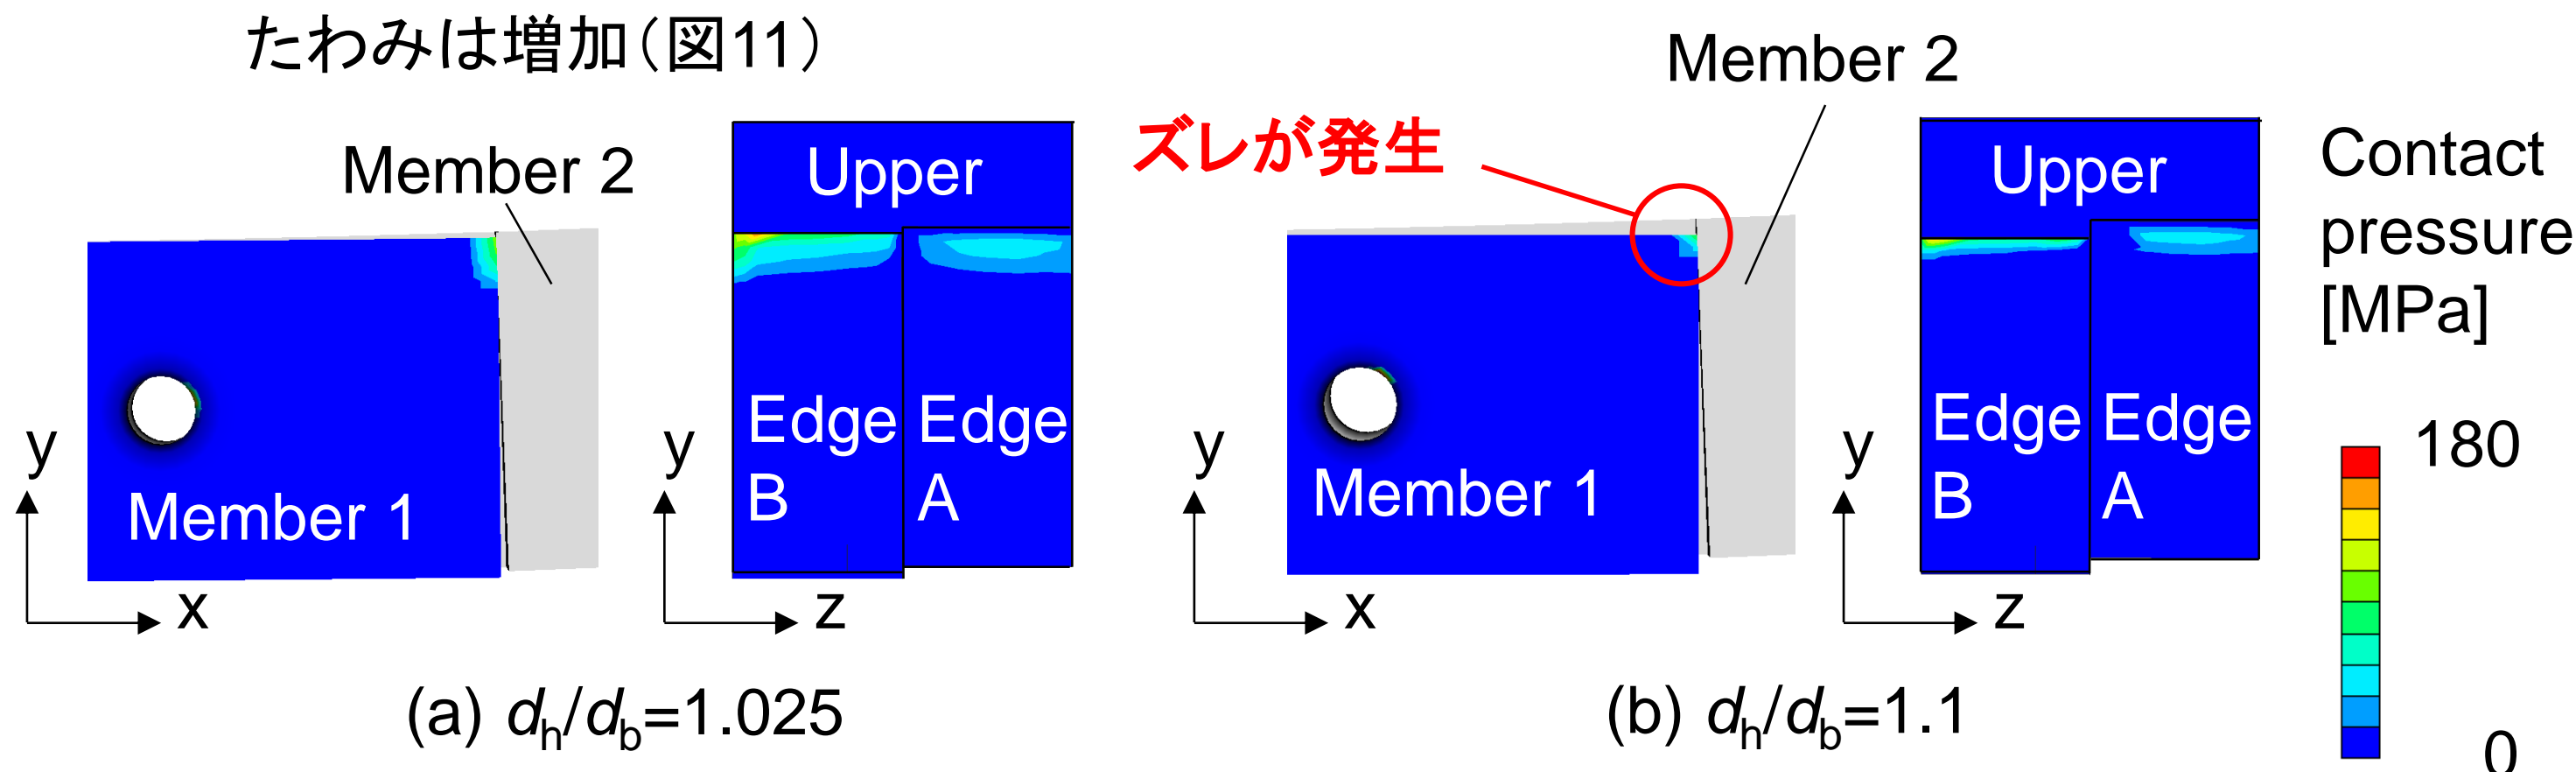 たわみは増加(図11)
Member 2
Upper
Edge B
Edge A
Member 1
y
x
y
z
(a) dh/db=1.025
ズレが発生
Member 2
Upper
Edge B
Edge A
Member 1
y
x
y
z
(b) dh/db=1.1
Contact
pressure
[MPa]
180
0